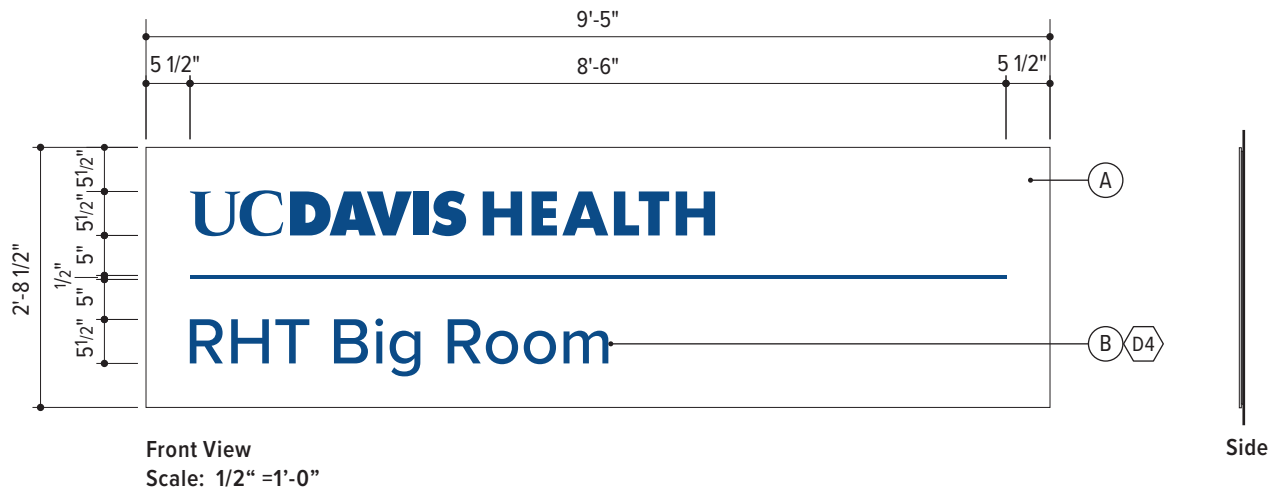 9'-5"
5 1/2" 8'-6" 5 1/2"
2'-8 1/2"
5 1/2"
5 1/2"
5"
1/2"
5"
5 1/2"
UCDAVIS HEALTH
A
RHT Big Room
B D4
Front View
Scale: 1/2“ =1’-0”
Side